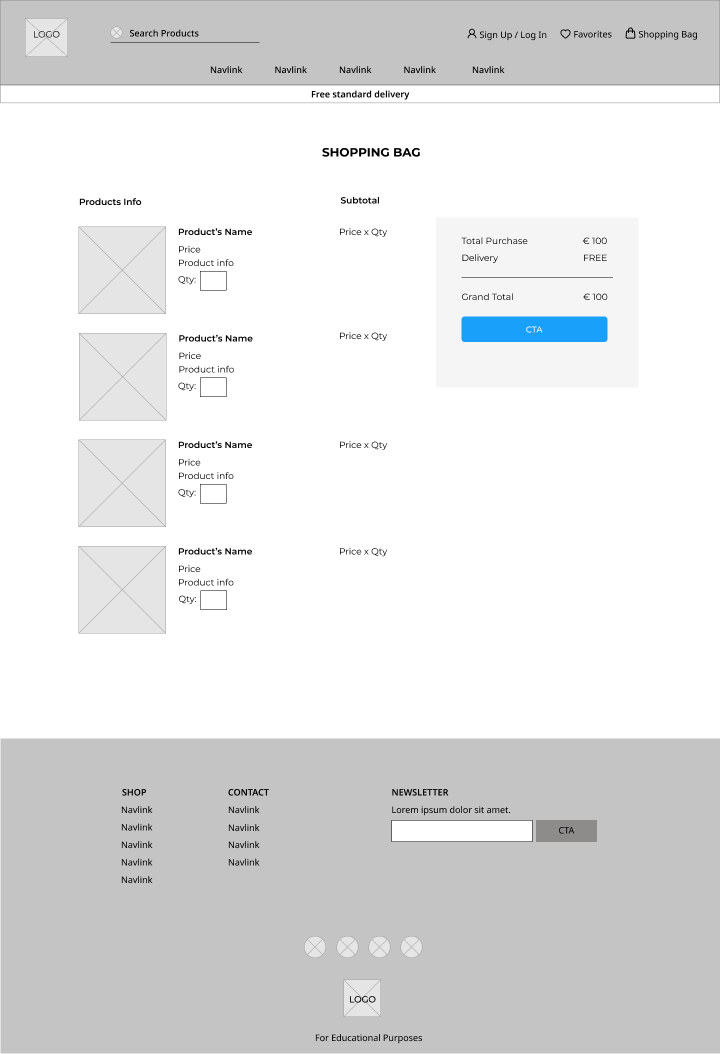 LOGO
Search Products
Sign Up / Log In
Favorites
Shopping Bag
Navlink
Navlink
Navlink
Navlink
Navlink
Free standard delivery
SHOPPING BAG
Products Info
Subtotal
Product's Name
Price
Product info
Qty:
Price x Qty
Product's Name
Price
Product info
Qty:
Price x Qty
Product's Name
Price
Product info
Qty:
Price x Qty
Product's Name
Price
Product info
Qty:
Price x Qty
Total Purchase € 100
Delivery FREE
Grand Total € 100
CTA
SHOP
Navlink
Navlink
Navlink
Navlink
Navlink
CONTACT
Navlink
Navlink
Navlink
Navlink
NEWSLETTER
Lorem ipsum dolor sit amet.
CTA
LOGO
For Educational Purposes